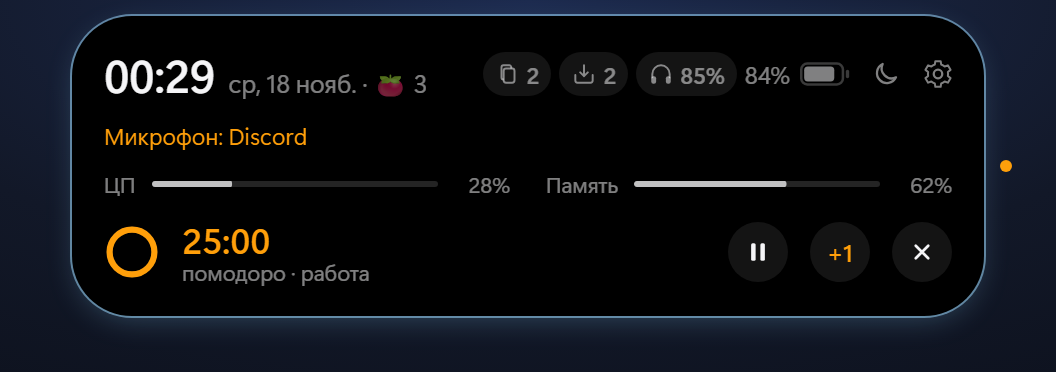 00:29 ср, 18 нояб. · 🍅 3 2 2 85% 84%
Микрофон: Discord
ЦП 28% Память 62%
25:00 +1
помодоро · работа